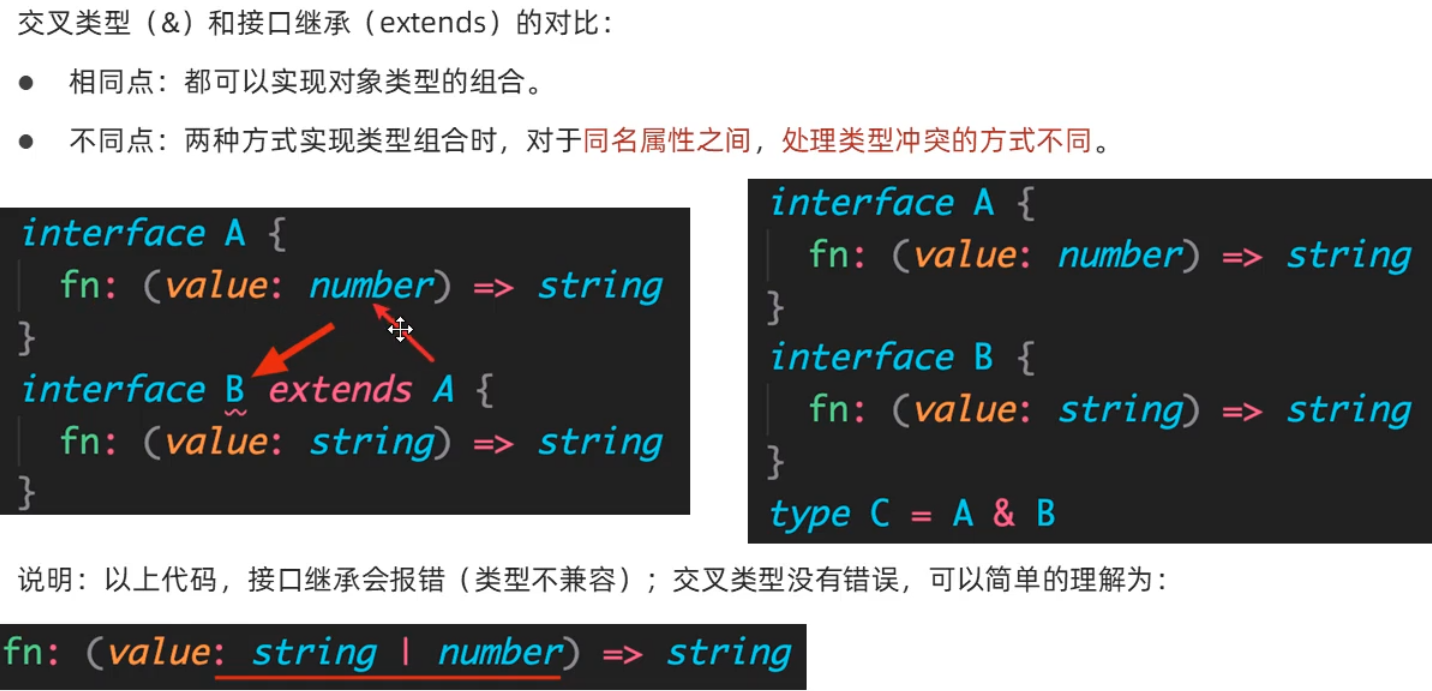 交叉类型（&）和接口继承（extends）的对比：
● 相同点：都可以实现对象类型的组合。
● 不同点：两种方式实现类型组合时，对于同名属性之间，处理类型冲突的方式不同。
interface A {
fn: (value: number) => string
}
interface B extends A {
fn: (value: string) => string
}
interface A {
fn: (value: number) => string
}
interface B {
fn: (value: string) => string
}
type C = A & B
说明：以上代码，接口继承会报错（类型不兼容）；交叉类型没有错误，可以简单的理解为：
fn: (value: string | number) => string